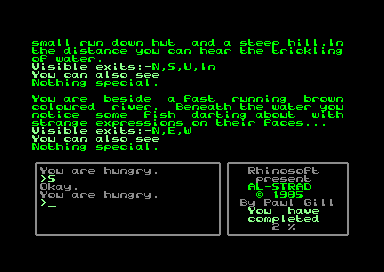 small run down hut and a steep hill.In
the distance you can hear the trickling
of water.
Visible exits:-N,S,W,In
You can also see
Nothing special.
You are beside a fast running brown
coloured river. Beneath the water you
notice some fish darting about with
strange expressions on their faces...
Visible exits:-N,E,W
You can also see
Nothing special.
You are hungry.
>S
Okay.
You are hungry.
>_
Rhinosoft
present
AL-STRAD
© 1985
By Paul Gill
You have
completed
2 %